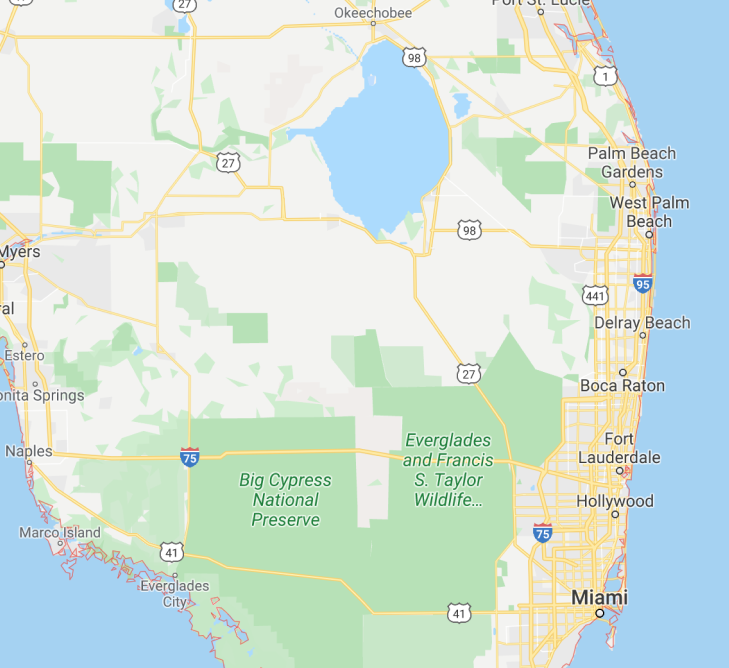 27
Okeechobee
Port St. Lucie
98
1
27
Palm Beach
Gardens
West Palm
Beach
98
Myers
95
441
ral
Delray Beach
Estero
27
Boca Raton
onita Springs
Everglades
and Francis
S. Taylor
Wildlife...
Fort
Lauderdale
Naples
75
Big Cypress
National
Preserve
Hollywood
Marco Island
75
41
Everglades
City
Miami
41